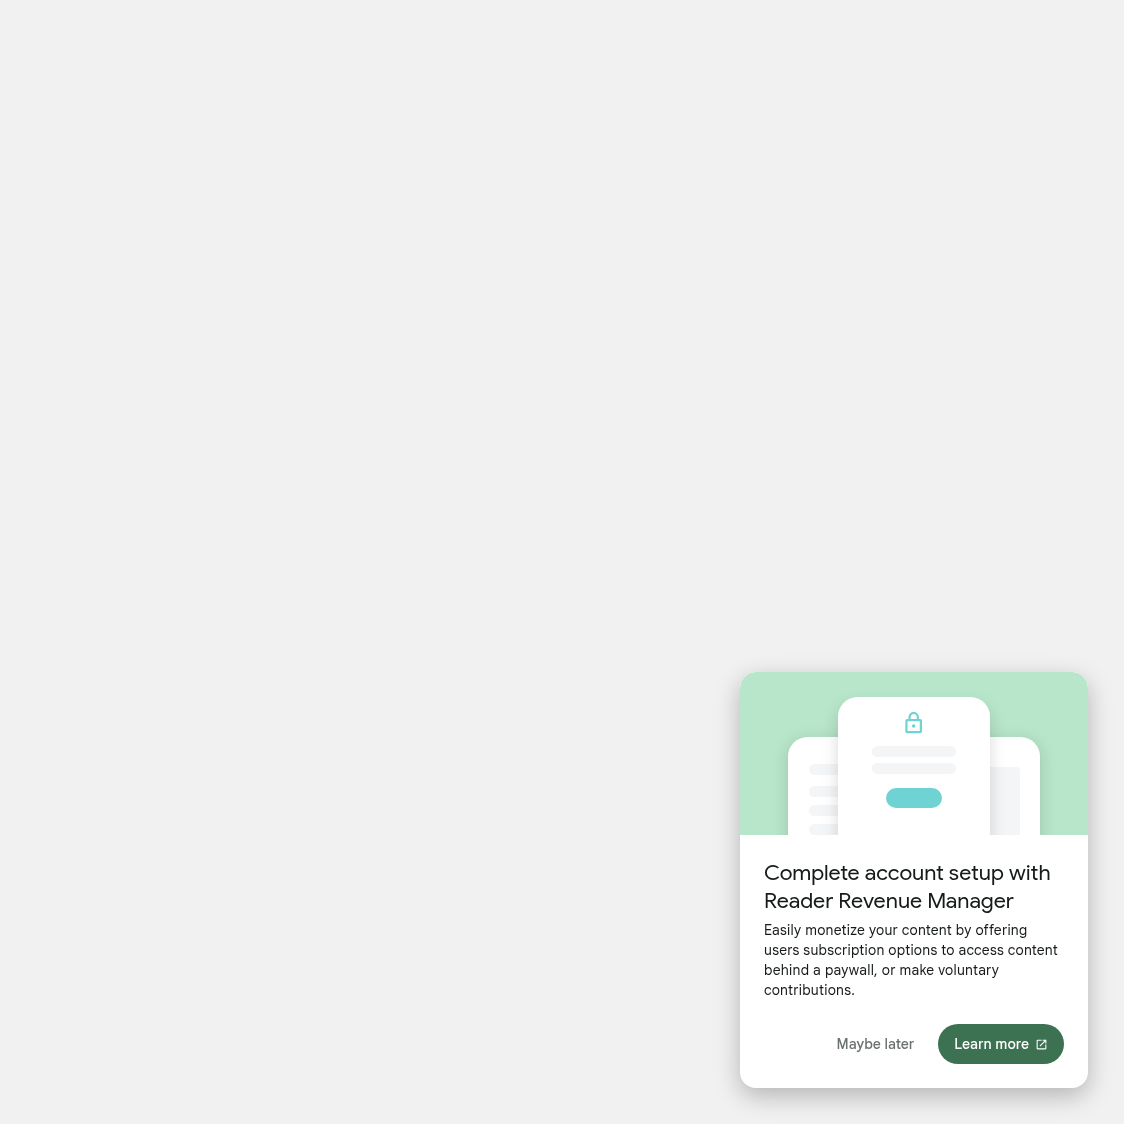 Complete account setup with
Reader Revenue Manager
Easily monetize your content by offering
users subscription options to access content
behind a paywall, or make voluntary
contributions.
Maybe later
Learn more